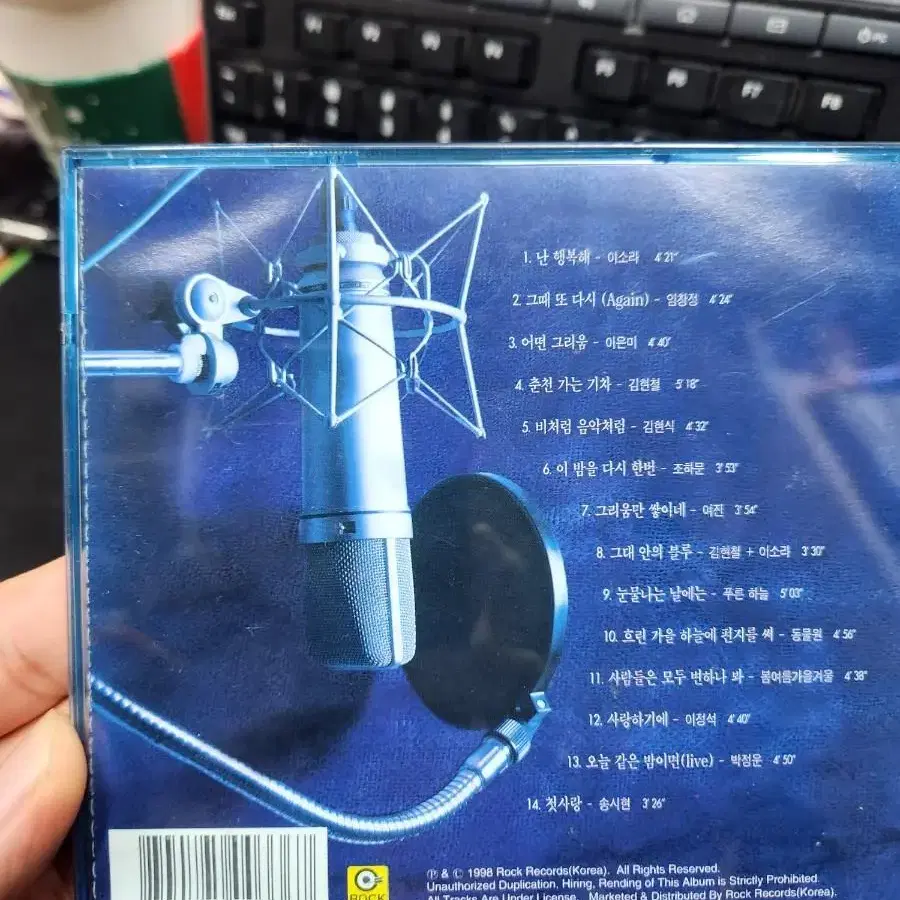 F5
F6
F7
F8
1. 난 행복해 - 이소라 4'21"
2. 그때 또 다시 (Again) - 임창정 4'24"
3. 어떤 그리움 - 이은미 4'40"
4. 춘천 가는 기차 - 김현철 5'18"
5. 비처럼 음악처럼 - 김현식 4'32"
6. 이 밤을 다시 한번 - 조하문 3'53"
7. 그리움만 쌓이네 - 여진 3'54"
8. 그대 안의 블루 - 김현철 + 이소라 3'30"
9. 눈물나는 날에는 - 푸른 하늘 5'03"
10. 흐린 가을 하늘에 편지를 써 - 동물원 4'56"
11. 사람들은 모두 변하나 봐 - 봄여름가을겨울 4'38"
12. 사랑하기에 - 이정석 4'40"
13. 오늘 같은 밤이면(live) - 박정운 4'50"
14. 첫사랑 - 송시현 3'26"
ROCK
℗ & © 1998 Rock Records(Korea). All Rights Reserved.
Unauthorized Duplication, Hiring, Rending of This Album is Strictly Prohibited.
All Tracks Are Under License. Marketed & Distributed By Rock Records(Korea).